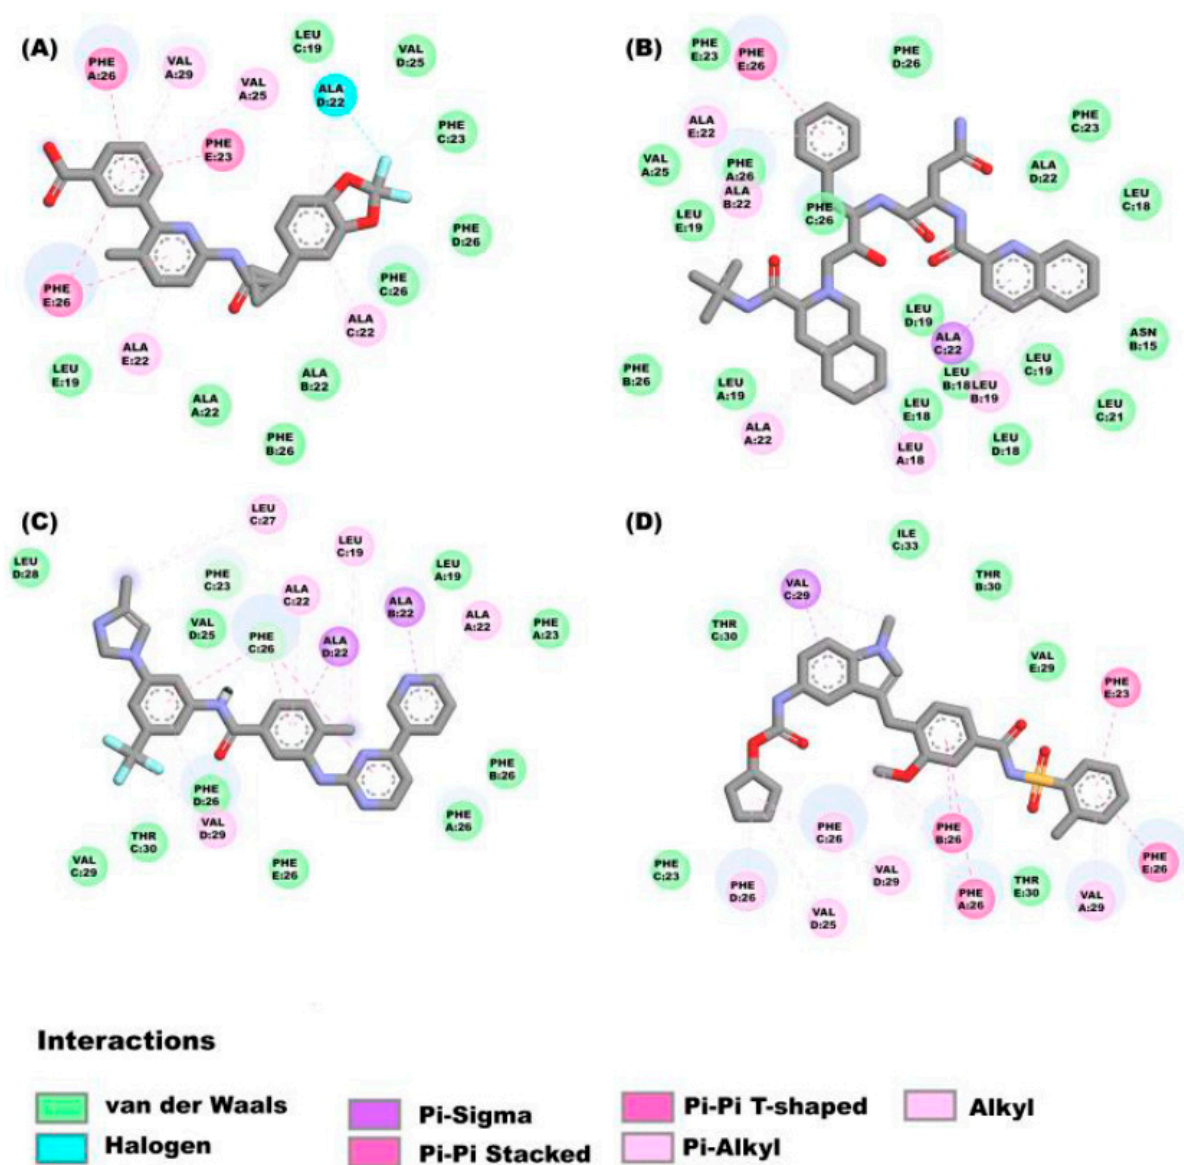 (A)
LEU
C:19
VAL
D:25
PHE
A:26
VAL
A:29
VAL
A:25
ALA
D:22
PHE
C:23
PHE
E:23
PHE
D:26
PHE
C:26
PHE
E:26
ALA
C:22
ALA
E:22
LEU
E:19
ALA
B:22
ALA
A:22
PHE
B:26
(B)
PHE
E:23
PHE
E:26
PHE
D:26
ALA
E:22
PHE
C:23
VAL
A:25
PHE
A:26
ALA
D:22
ALA
B:22
LEU
C:18
LEU
E:19
PHE
C:26
LEU
D:19
ALA
C:22
ASN
B:15
PHE
B:26
LEU
A:19
LEU
B:18
LEU
C:19
LEU
B:19
LEU
E:18
LEU
C:21
ALA
A:22
LEU
D:18
LEU
A:18
(C)
LEU
C:27
LEU
C:19
LEU
D:28
PHE
C:23
ALA
C:22
LEU
A:19
ALA
B:22
ALA
A:22
VAL
D:25
PHE
C:26
ALA
D:22
PHE
A:23
PHE
B:26
PHE
D:26
VAL
D:29
PHE
A:26
THR
C:30
VAL
C:29
PHE
E:26
(D)
ILE
C:33
VAL
C:29
THR
B:30
THR
C:30
VAL
E:29
PHE
E:23
PHE
C:26
PHE
B:26
PHE
E:26
PHE
C:23
VAL
D:29
PHE
D:26
THR
E:30
PHE
A:26
VAL
A:29
VAL
D:25
Interactions
van der Waals
Halogen
Pi-Sigma
Pi-Pi Stacked
Pi-Pi T-shaped
Pi-Alkyl
Alkyl